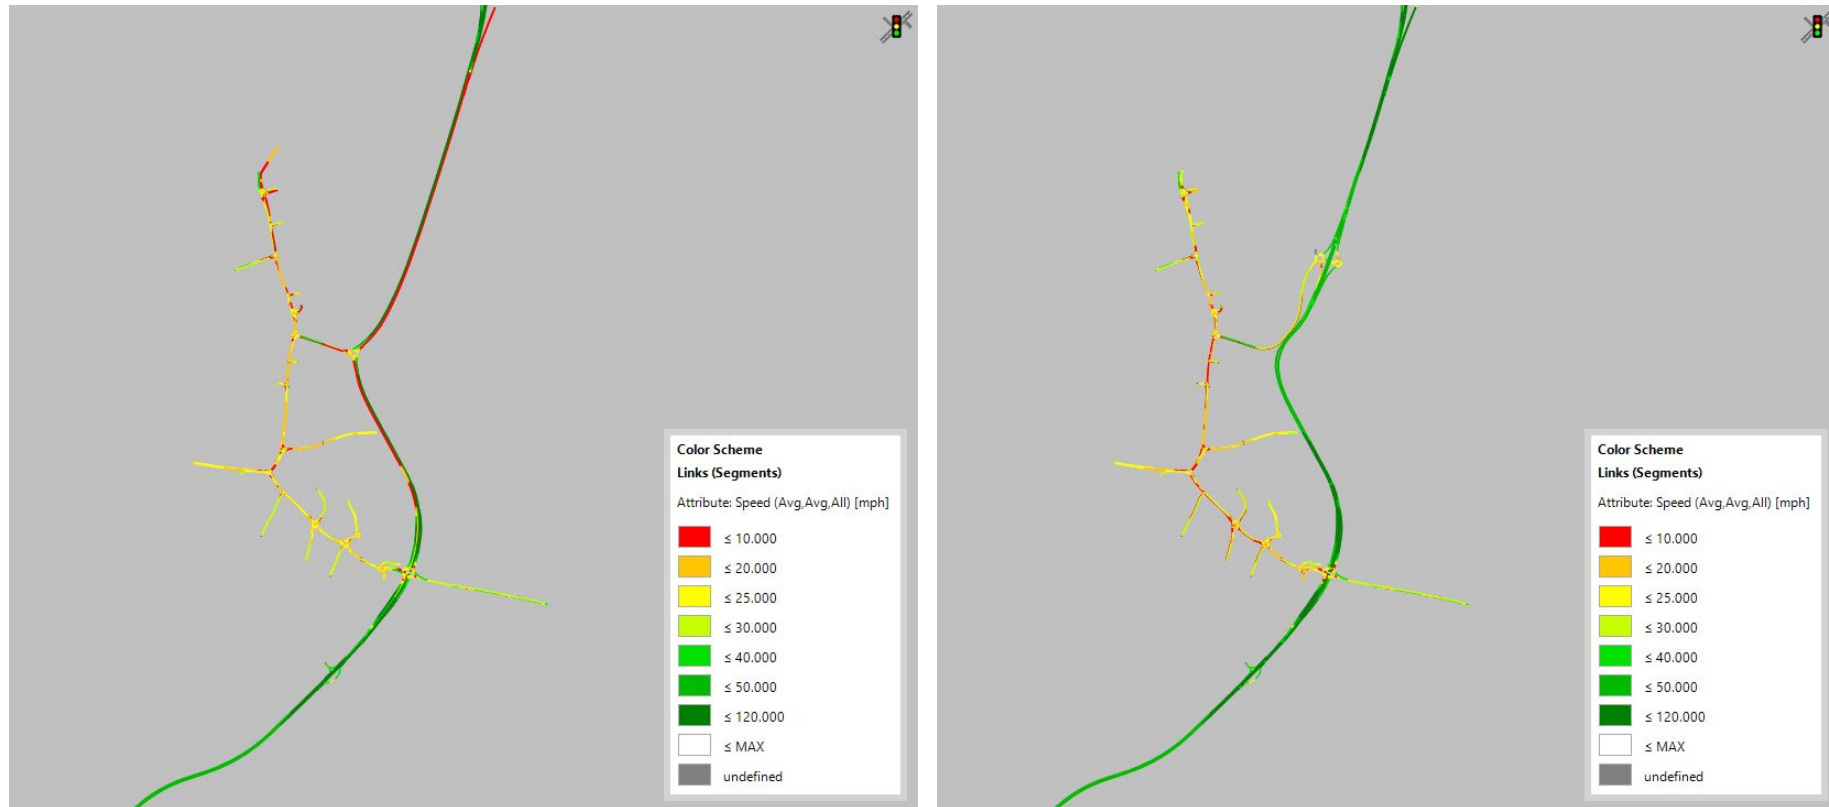 Color Scheme
Links (Segments)
Attribute: Speed (Avg,Avg,All) [mph]
≤ 10.000
≤ 20.000
≤ 25.000
≤ 30.000
≤ 40.000
≤ 50.000
≤ 120.000
≤ MAX
undefined
Color Scheme
Links (Segments)
Attribute: Speed (Avg,Avg,All) [mph]
≤ 10.000
≤ 20.000
≤ 25.000
≤ 30.000
≤ 40.000
≤ 50.000
≤ 120.000
≤ MAX
undefined